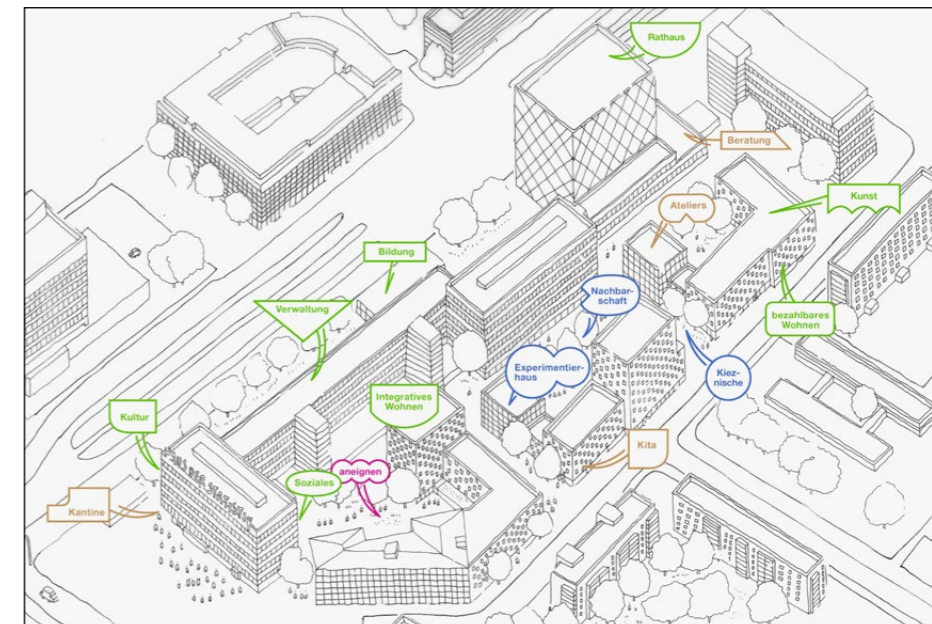 Rathaus
Beratung
Ateliers
Kunst
Bildung
Nachbar-
schaft
Verwaltung
bezahlbares
Wohnen
Experimentier-
haus
Kiez-
nische
Integratives
Wohnen
Kultur
Kita
aneignen
Soziales
Kantine